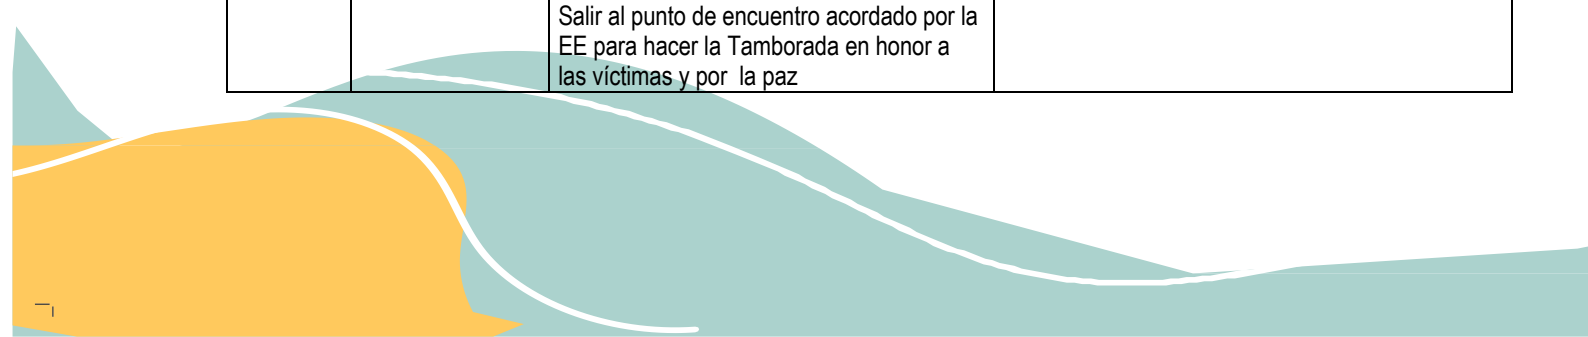 Salir al punto de encuentro acordado por la
EE para hacer la Tamborada en honor a
las víctimas y por  la paz